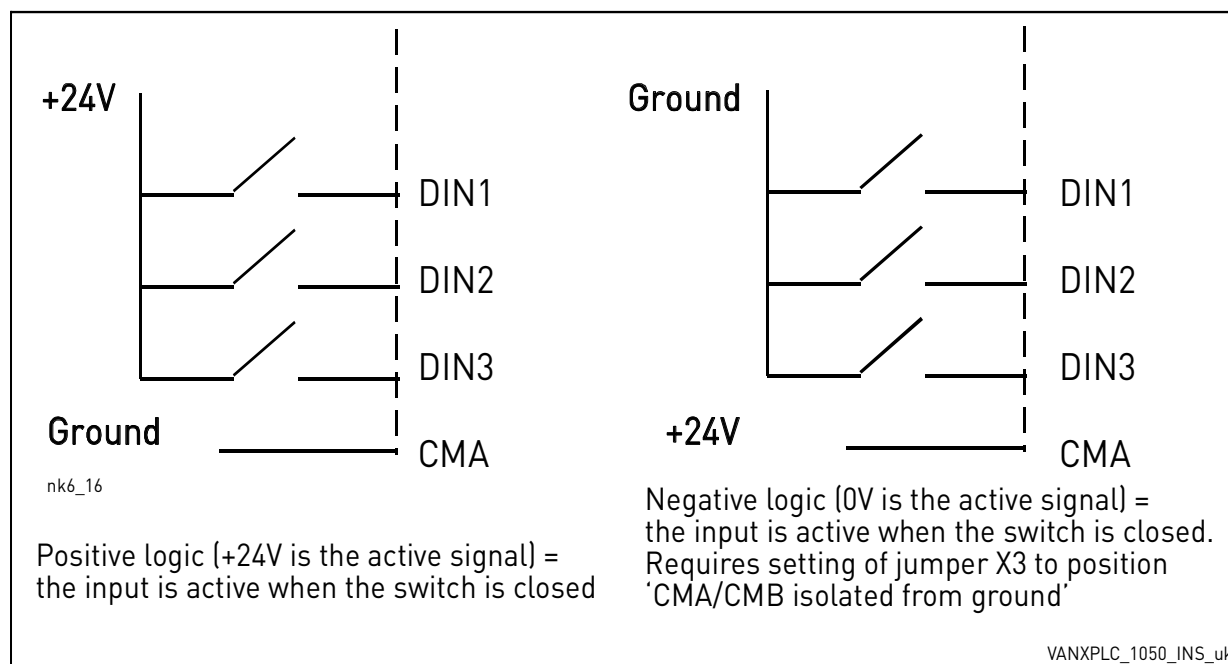 +24V
DIN1
DIN2
DIN3
Ground
CMA
nk6_16
Positive logic (+24V is the active signal) =
the input is active when the switch is closed
Ground
DIN1
DIN2
DIN3
+24V
CMA
Negative logic (0V is the active signal) =
the input is active when the switch is closed.
Requires setting of jumper X3 to position
‘CMA/CMB isolated from ground’
VANXPLC_1050_INS_uk